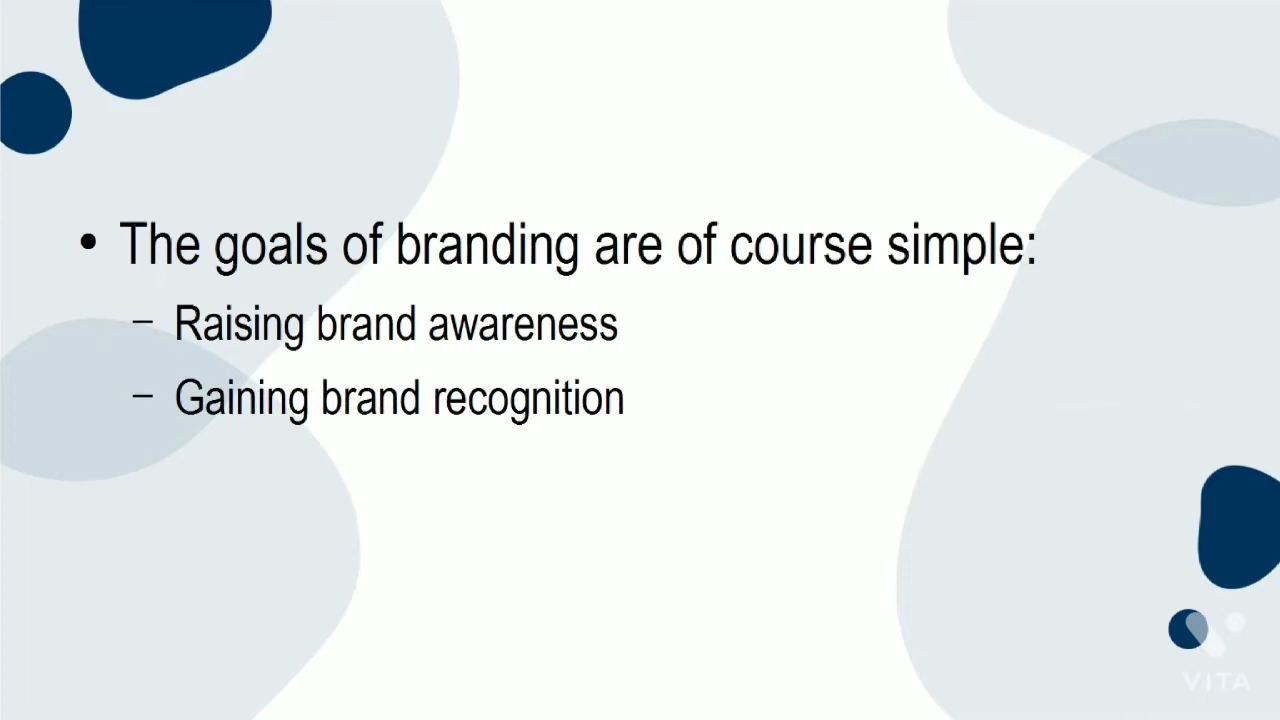 • The goals of branding are of course simple:
– Raising brand awareness
– Gaining brand recognition
VITA